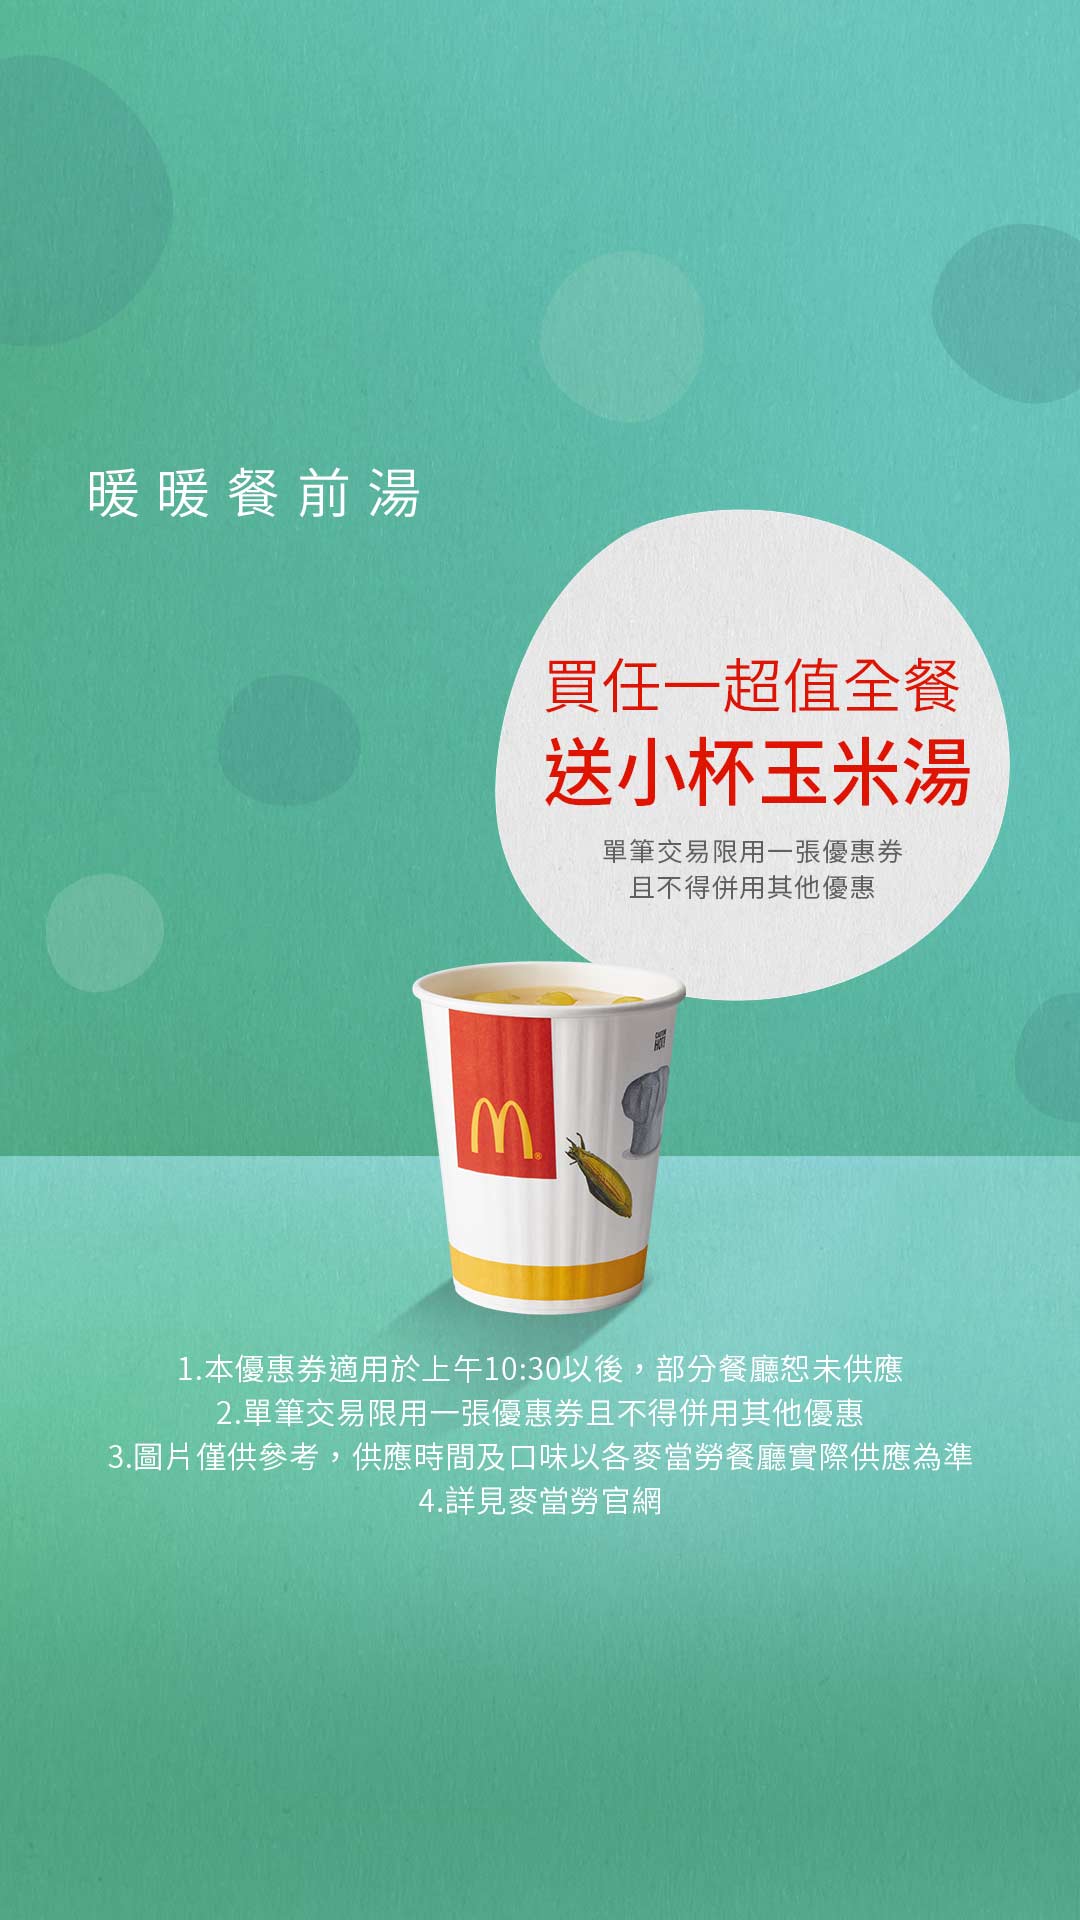 暖暖餐前湯
買任一超值全餐
送小杯玉米湯
單筆交易限用一張優惠券
且不得併用其他優惠
CAUTION
HOT!
1.本優惠券適用於上午10:30以後，部分餐廳恕未供應
2.單筆交易限用一張優惠券且不得併用其他優惠
3.圖片僅供參考，供應時間及口味以各麥當勞餐廳實際供應為準
4.詳見麥當勞官網